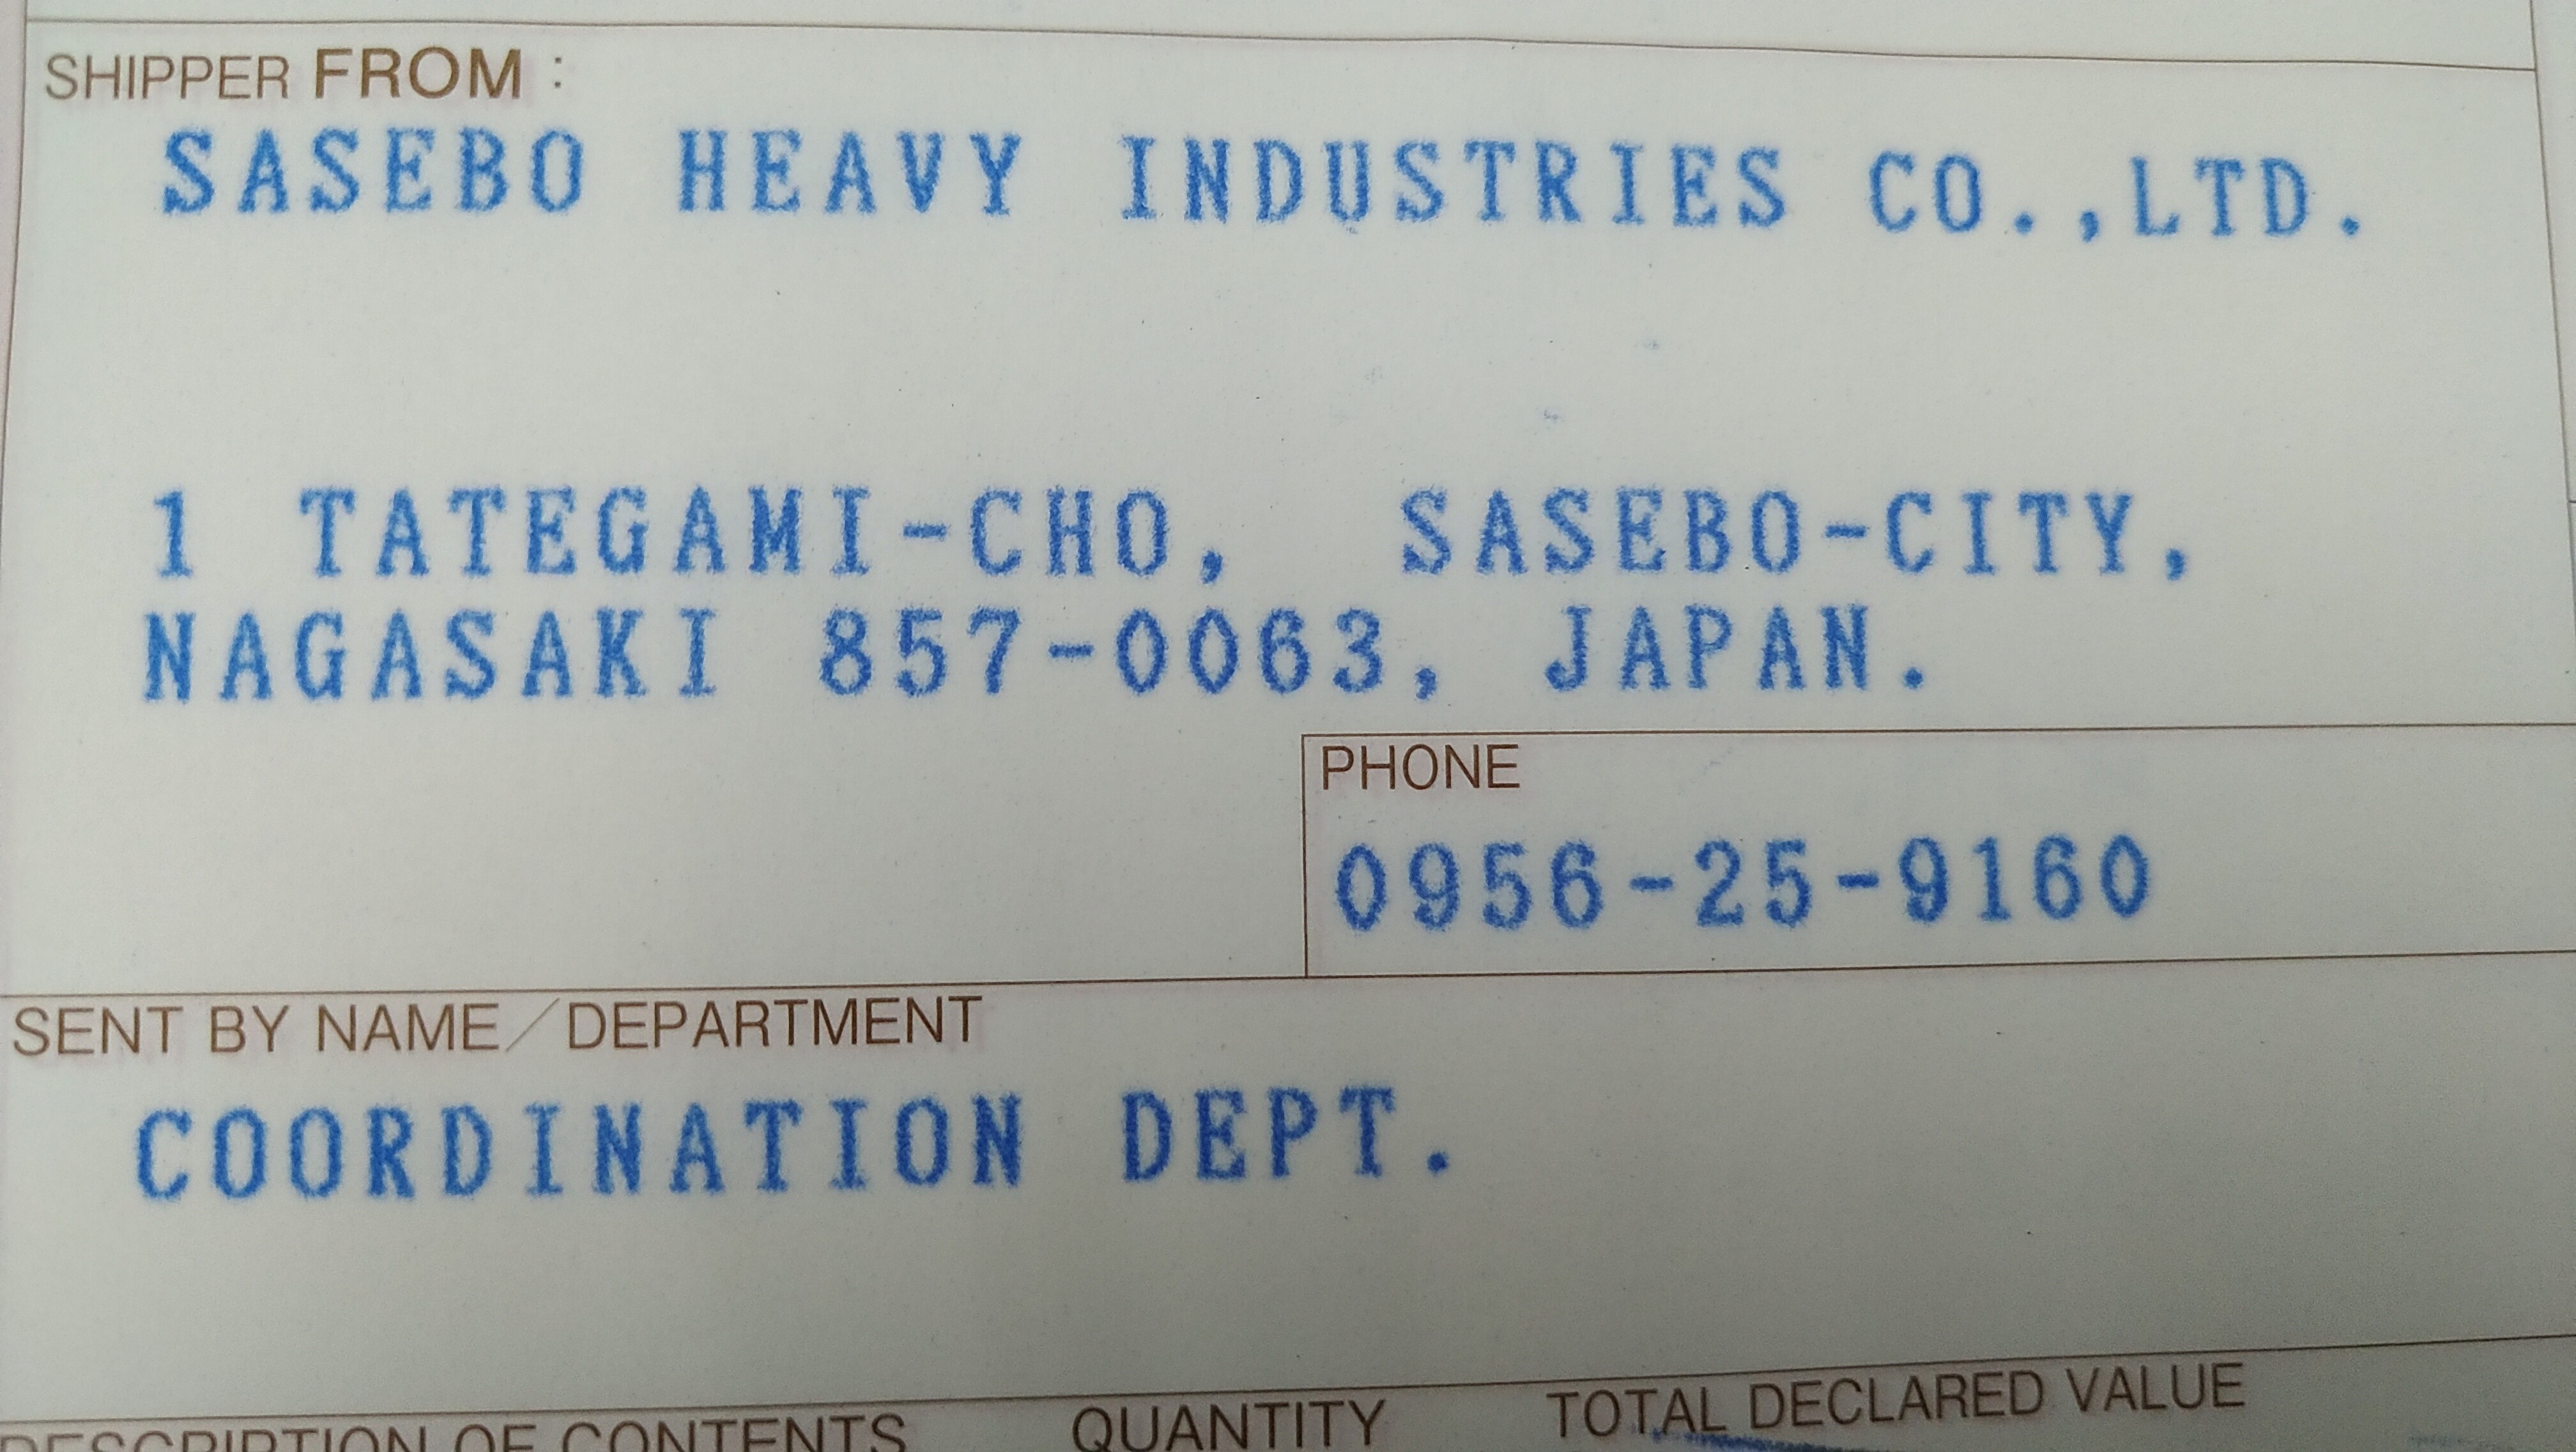 SHIPPER FROM :
SASEBO HEAVY INDUSTRIES CO.,LTD.
1 TATEGAMI-CHO, SASEBO-CITY,
NAGASAKI 857-0063, JAPAN.
PHONE
0956-25-9160
SENT BY NAME／DEPARTMENT
COORDINATION DEPT.
DESCRIPTION OF CONTENTS QUANTITY TOTAL DECLARED VALUE